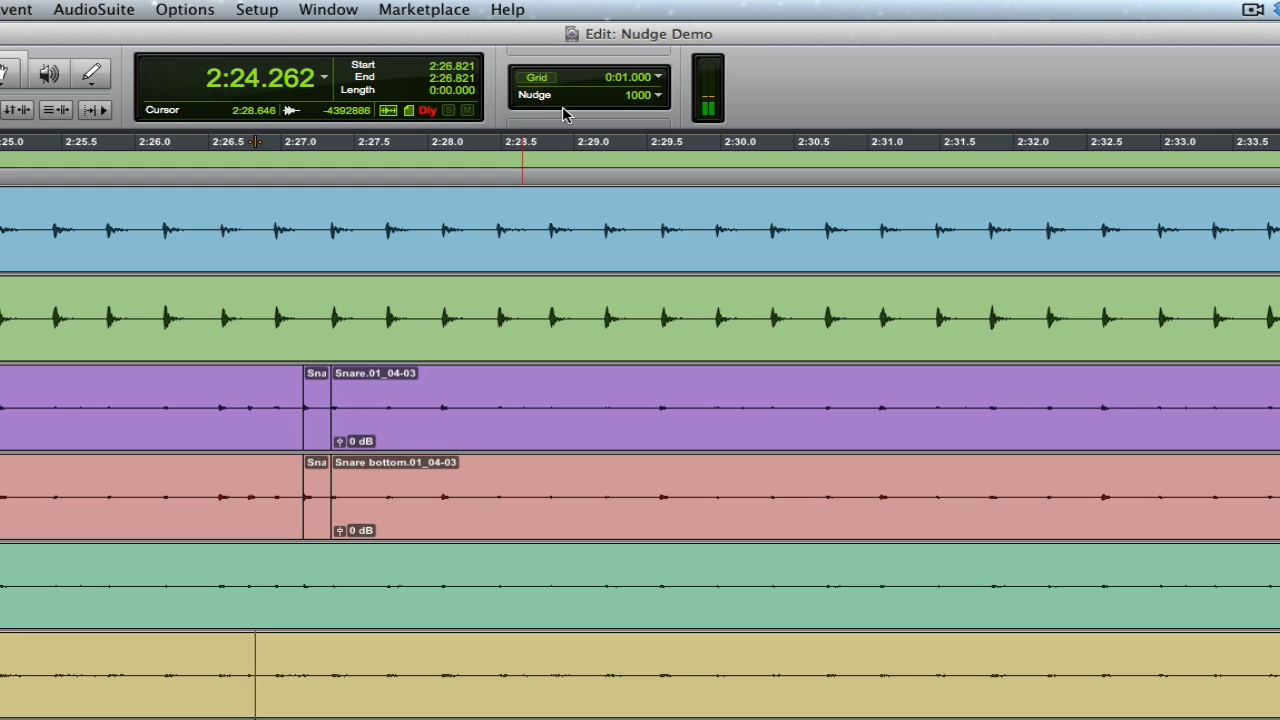 vent AudioSuite Options Setup Window Marketplace Help
Edit: Nudge Demo
2:24.262
Start 2:26.821
End 2:26.821
Length 0:00.000
Cursor 2:28.646 -4392886 Dly S M
Grid 0:01.000
Nudge 1000
:25.0 2:25.5 2:26.0 2:26.5 2:27.0 2:27.5 2:28.0 2:28.5 2:29.0 2:29.5 2:30.0 2:30.5 2:31.0 2:31.5 2:32.0 2:32.5 2:33.0 2:33.5
Sna Snare.01_04-03
0 dB
Sna Snare bottom.01_04-03
0 dB